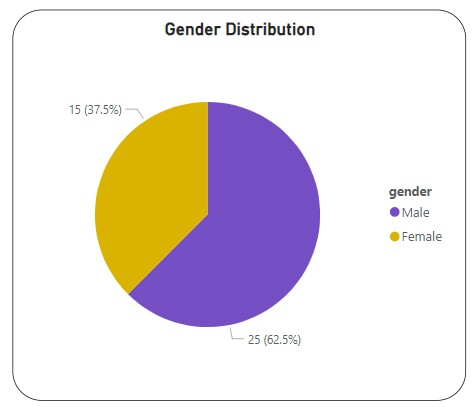 Gender Distribution
15 (37.5%)
gender
Male
Female
25 (62.5%)